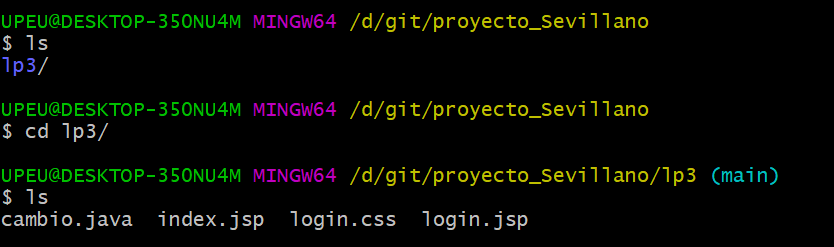 UPEU@DESKTOP-350NU4M MINGW64 /d/git/proyecto_Sevillano
$ ls
lp3/
UPEU@DESKTOP-350NU4M MINGW64 /d/git/proyecto_Sevillano
$ cd lp3/
UPEU@DESKTOP-350NU4M MINGW64 /d/git/proyecto_Sevillano/lp3 (main)
$ ls
cambio.java  index.jsp  login.css  login.jsp